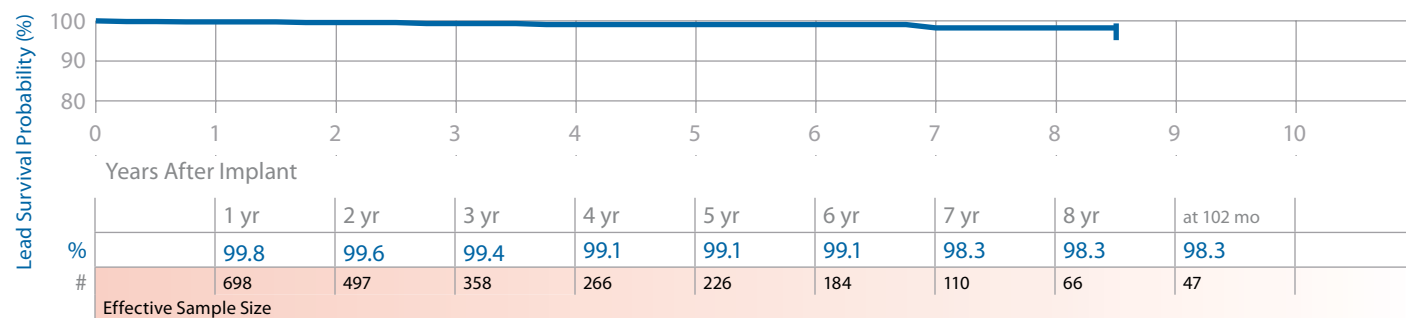 Lead Survival Probability (%)
100
90
80
0 1 2 3 4 5 6 7 8 9 10
Years After Implant
1 yr 2 yr 3 yr 4 yr 5 yr 6 yr 7 yr 8 yr at 102 mo
% 99.8 99.6 99.4 99.1 99.1 99.1 98.3 98.3 98.3
# 698 497 358 266 226 184 110 66 47
Effective Sample Size